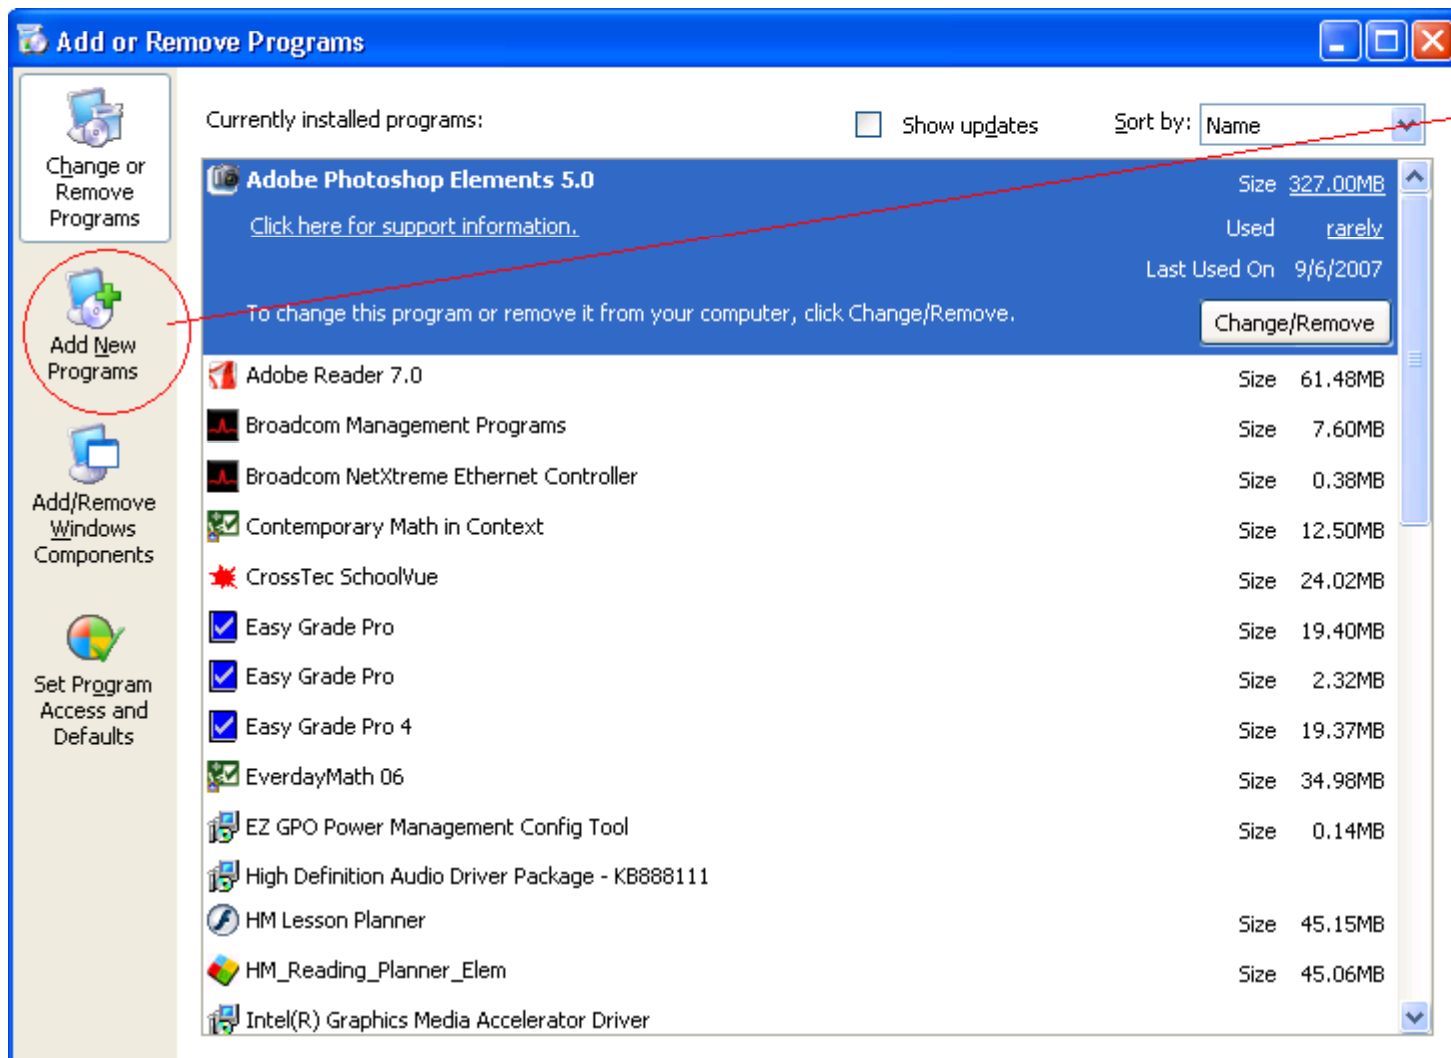 Add or Remove Programs
Change or
Remove
Programs
Add New
Programs
Add/Remove
Windows
Components
Set Program
Access and
Defaults
Currently installed programs:
Show updates
Sort by: Name
Adobe Photoshop Elements 5.0 Size 327.00MB
Click here for support information. Used rarely
Last Used On 9/6/2007
To change this program or remove it from your computer, click Change/Remove. Change/Remove
Adobe Reader 7.0 Size 61.48MB
Broadcom Management Programs Size 7.60MB
Broadcom NetXtreme Ethernet Controller Size 0.38MB
Contemporary Math in Context Size 12.50MB
CrossTec SchoolVue Size 24.02MB
Easy Grade Pro Size 19.40MB
Easy Grade Pro Size 2.32MB
Easy Grade Pro 4 Size 19.37MB
EverdayMath 06 Size 34.98MB
EZ GPO Power Management Config Tool Size 0.14MB
High Definition Audio Driver Package - KB888111
HM Lesson Planner Size 45.15MB
HM_Reading_Planner_Elem Size 45.06MB
Intel(R) Graphics Media Accelerator Driver